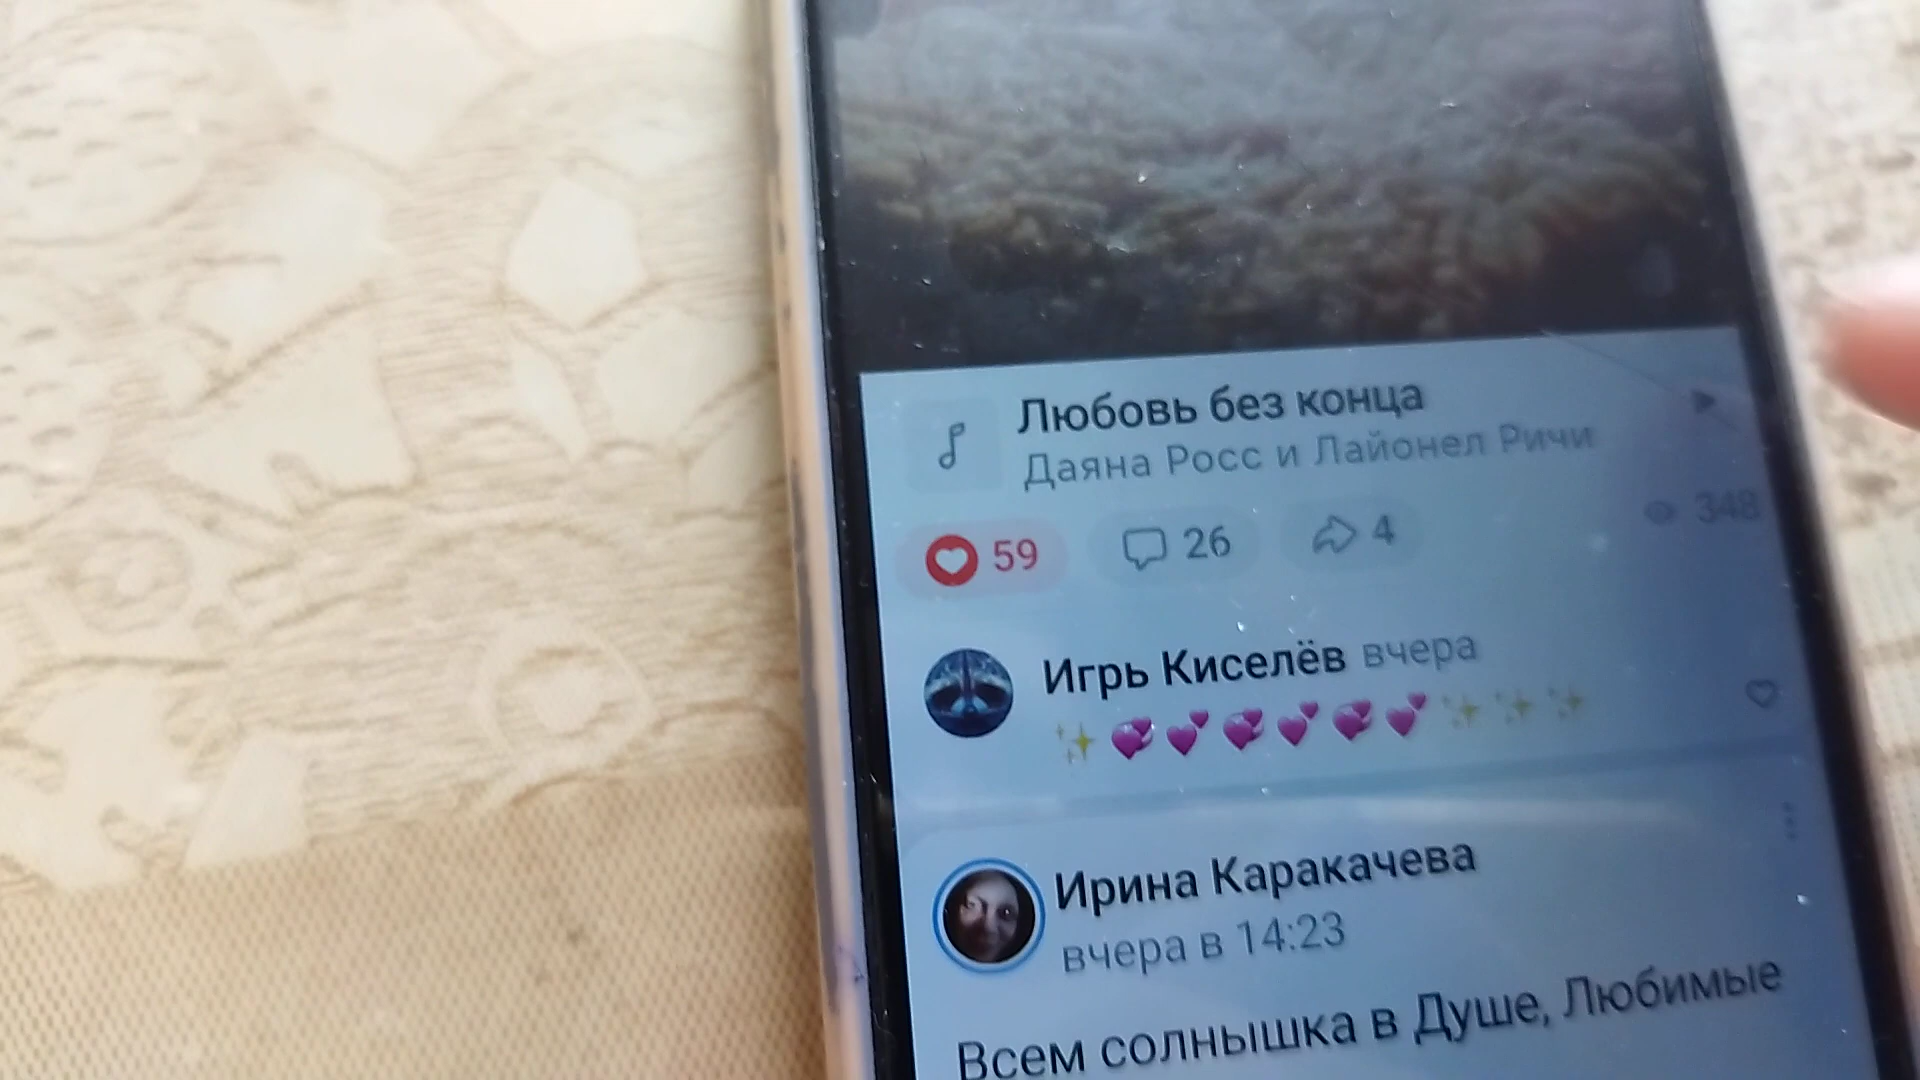 Любовь без конца
Даяна Росс и Лайонел Ричи
59 26 4 348
Игрь Киселёв вчера
Ирина Каракачева
вчера в 14:23
Всем солнышка в Душе, Любимые